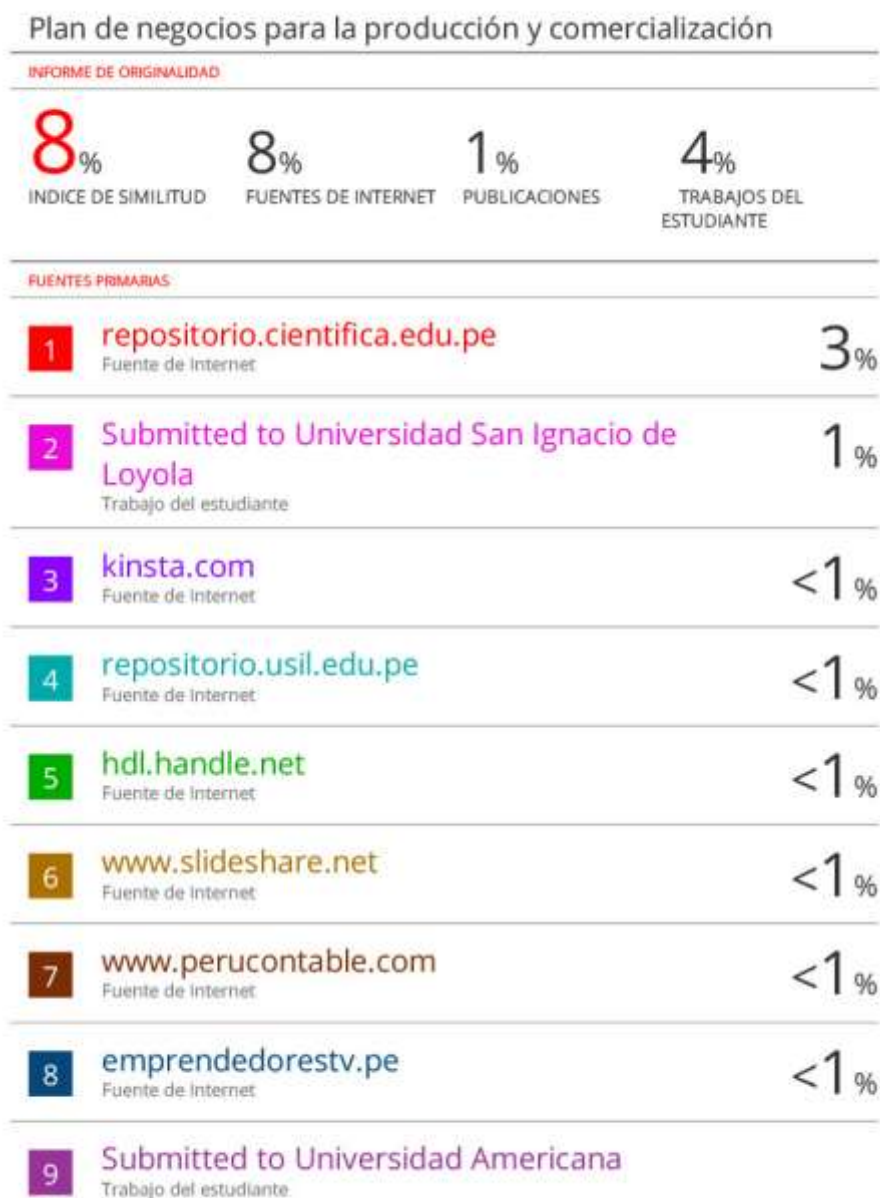 Plan de negocios para la producción y comercialización
INFORME DE ORIGINALIDAD
8%
8%
1%
4%
INDICE DE SIMILITUD
FUENTES DE INTERNET
PUBLICACIONES
TRABAJOS DEL
ESTUDIANTE
FUENTES PRIMARIAS
1
repositorio.cientifica.edu.pe
Fuente de Internet
3%
2
Submitted to Universidad San Ignacio de
Loyola
Trabajo del estudiante
1%
3
kinsta.com
Fuente de Internet
<1%
4
repositorio.usil.edu.pe
Fuente de Internet
<1%
5
hdl.handle.net
Fuente de Internet
<1%
6
www.slideshare.net
Fuente de Internet
<1%
7
www.perucontable.com
Fuente de Internet
<1%
8
emprendedorestv.pe
Fuente de Internet
<1%
9
Submitted to Universidad Americana
Trabajo del estudiante